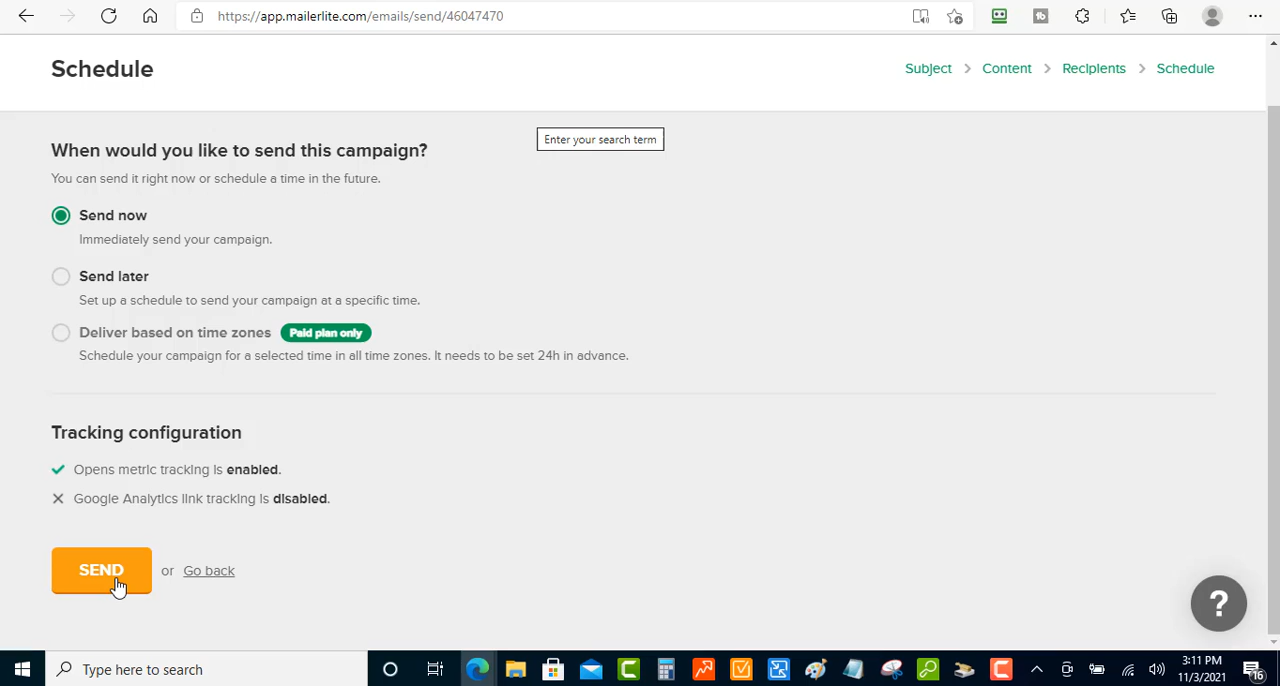 https://app.mailerlite.com/emails/send/46047470
Schedule
Subject > Content > Recipients > Schedule
Enter your search term
When would you like to send this campaign?
You can send it right now or schedule a time in the future.
Send now
Immediately send your campaign.
Send later
Set up a schedule to send your campaign at a specific time.
Deliver based on time zones Paid plan only
Schedule your campaign for a selected time in all time zones. It needs to be set 24h in advance.
Tracking configuration
Opens metric tracking is enabled.
Google Analytics link tracking is disabled.
SEND or Go back
?
Type here to search
3:11 PM
11/3/2021
16